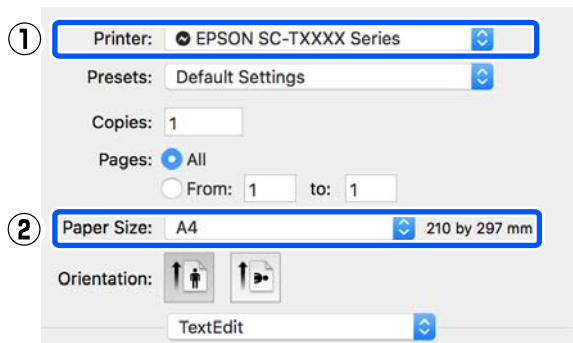 ① Printer: EPSON SC-TXXXX Series
Presets: Default Settings
Copies: 1
Pages: All
From: 1 to: 1
② Paper Size: A4 210 by 297 mm
Orientation:
TextEdit